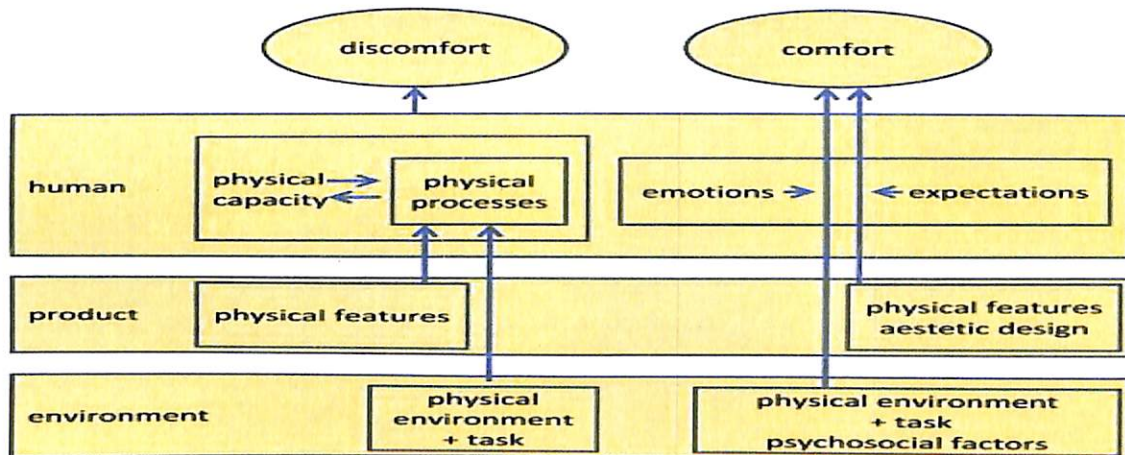 discomfort
comfort
human
physical
capacity
physical
processes
emotions
expectations
product
physical features
physical features
aestetic design
environment
physical
environment
+ task
physical environment
+ task
psychosocial factors